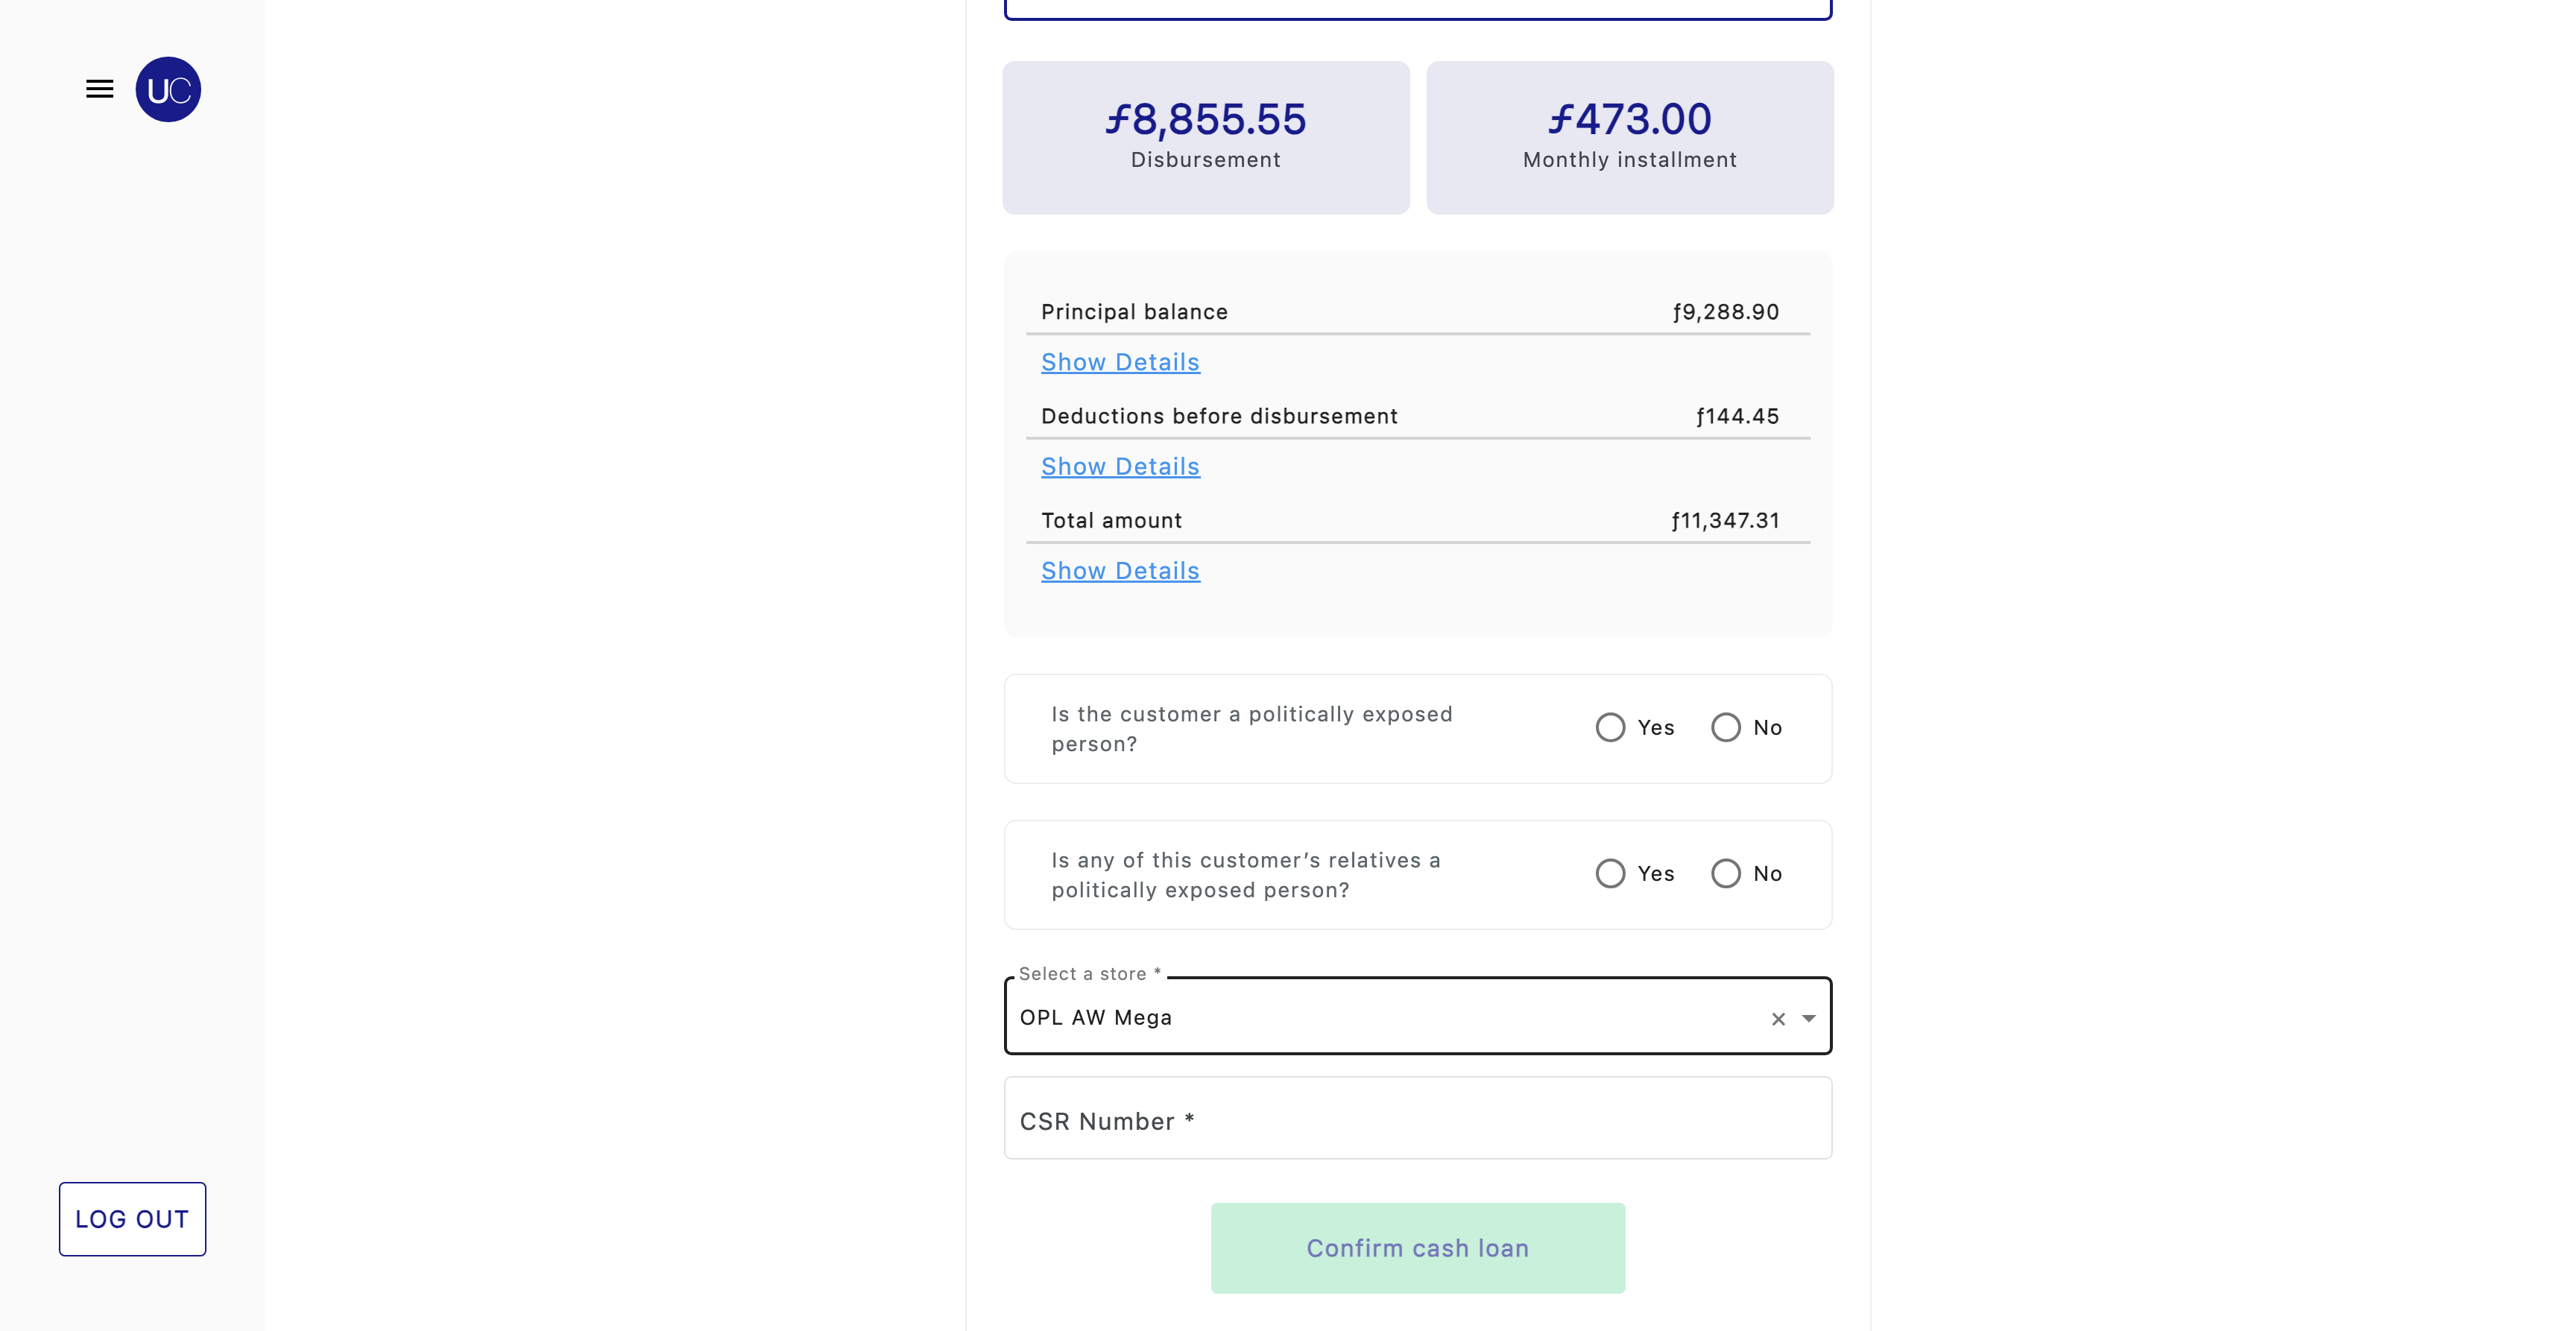 UC
ƒ8,855.55
Disbursement
ƒ473.00
Monthly installment
Principal balance ƒ9,288.90
Show Details
Deductions before disbursement ƒ144.45
Show Details
Total amount ƒ11,347.31
Show Details
Is the customer a politically exposed
person?
Yes No
Is any of this customer’s relatives a
politically exposed person?
Yes No
Select a store *
OPL AW Mega
CSR Number *
LOG OUT
Confirm cash loan